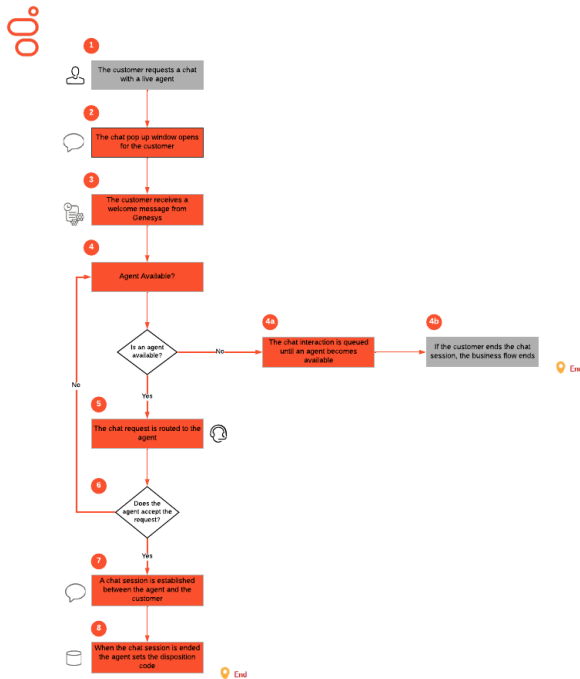 1
The customer requests a chat
with a live agent
2
The chat pop up window opens
for the customer
3
The customer receives a
welcome message from
Genesys
4
Agent Available?
Is an agent
available?
No
4a
The chat interaction is queued
until an agent becomes
available
4b
If the customer ends the chat
session, the business flow ends
End
Yes
No
5
The chat request is routed to the
agent
6
Does the
agent accept the
request?
Yes
7
A chat session is established
between the agent and the
customer
8
When the chat session is ended
the agent sets the disposition
code
End